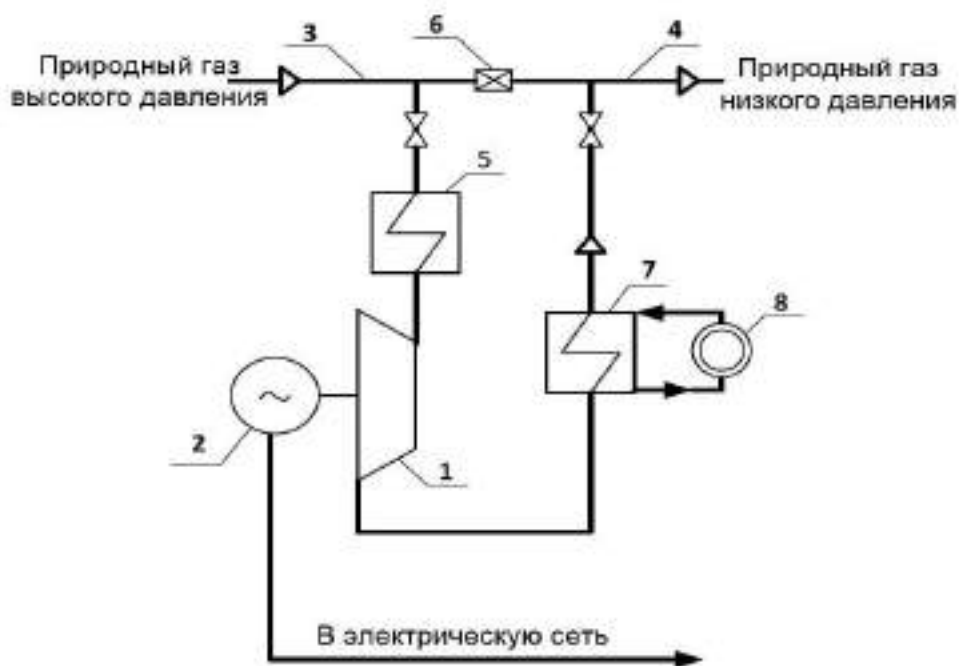 3
6
4
Природный газ
высокого давления
Природный газ
низкого давления
5
7
8
2
1
В электрическую сеть